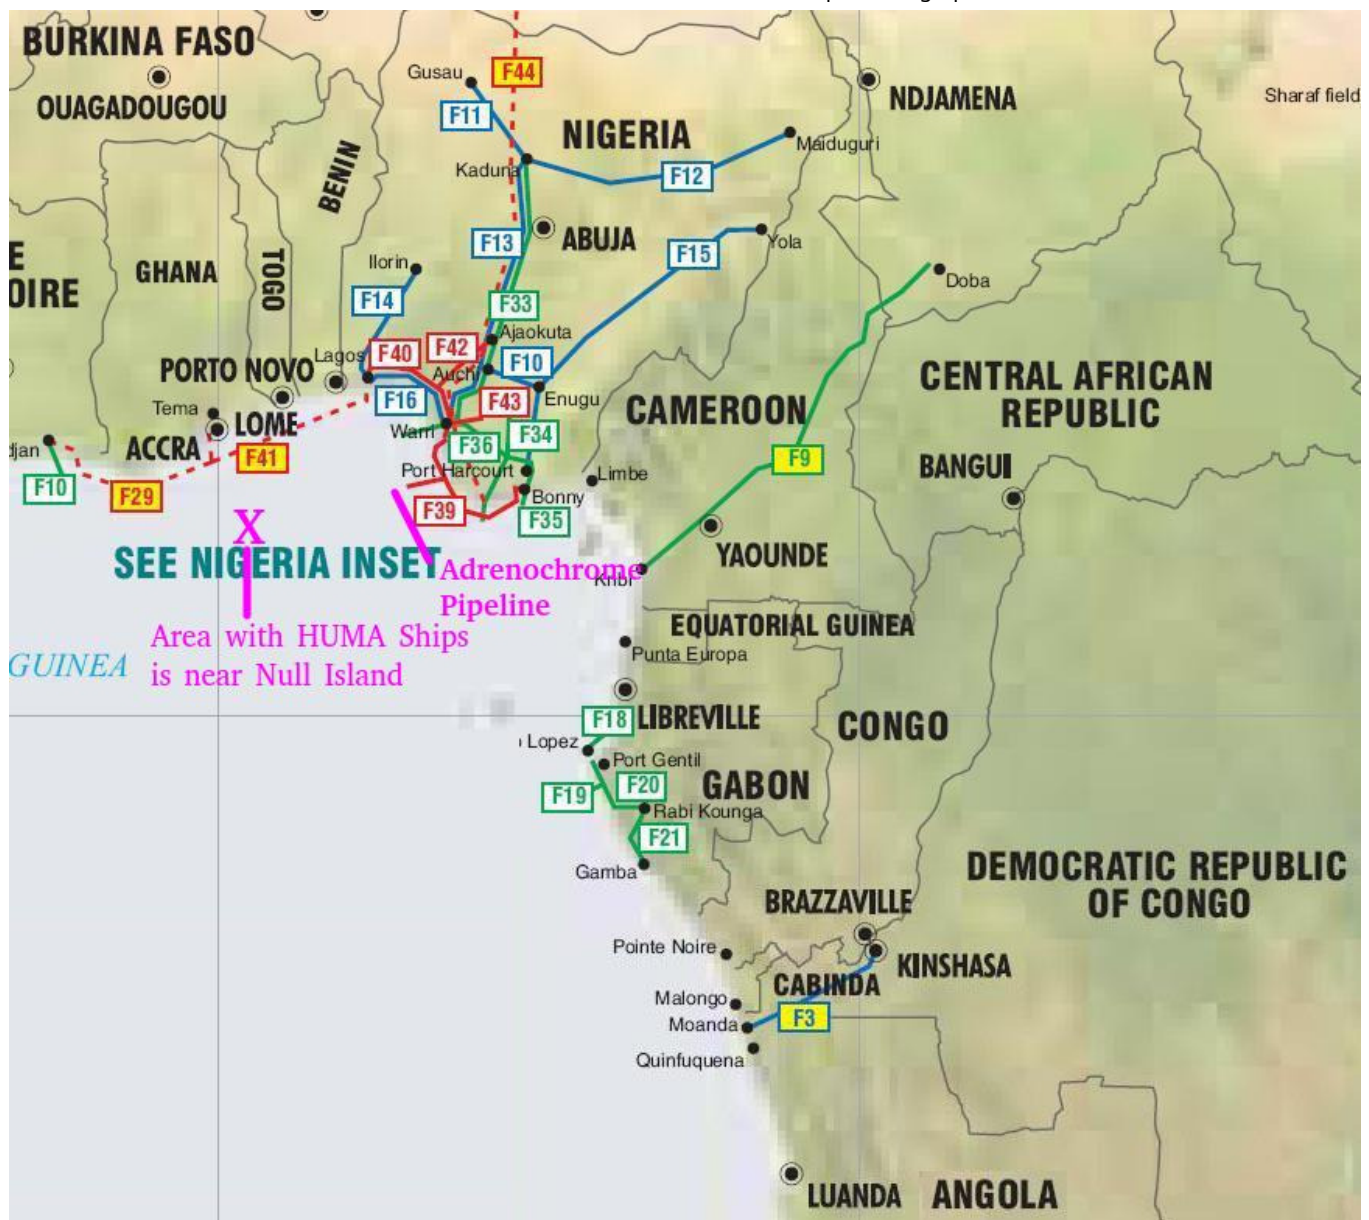 BURKINA FASO
OUAGADOUGOU
Gusau
F44
NDJAMENA
Sharaf field
F11
NIGERIA
Maiduguri
BENIN
Kaduna
F12
ABUJA
F13
F15
Yola
GHANA
TOGO
Ilorin
Doba
E
OIRE
F14
F33
Ajaokuta
Lagos
F40
F42
F10
PORTO NOVO
Auchi
CENTRAL AFRICAN
REPUBLIC
F16
F43
Enugu
CAMEROON
Tema
LOME
Warri
F36
F34
ACCRA
djan
F41
F9
BANGUI
Port Harcourt
Limbe
F10
F29
Bonny
F39
F35
X
YAOUNDE
SEE NIGERIA INSET
Adrenochrome
Pipeline
Kribi
Area with HUMA Ships
is near Null Island
EQUATORIAL GUINEA
Punta Europa
GUINEA
F18
LIBREVILLE
CONGO
Lopez
Port Gentil
F19
F20
GABON
Rabi Kounga
F21
Gamba
DEMOCRATIC REPUBLIC
OF CONGO
BRAZZAVILLE
Pointe Noire
KINSHASA
CABINDA
Malongo
Moanda
F3
Quinfuquena
LUANDA
ANGOLA